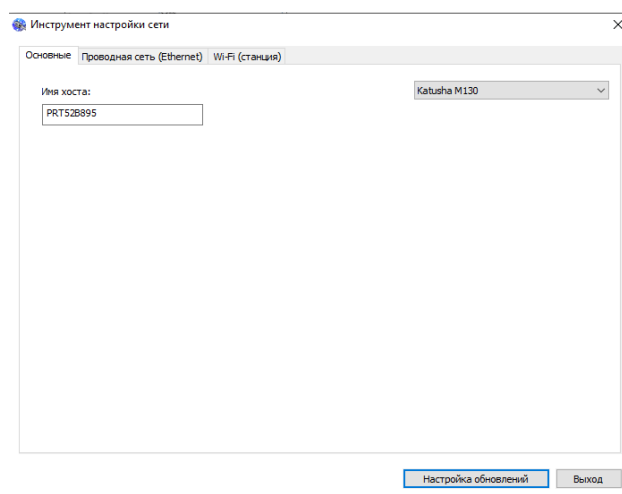 Инструмент настройки сети
Основные Проводная сеть (Ethernet) Wi-Fi (станция)
Имя хоста: Katusha M130
PRT52B895
Настройка обновлений Выход